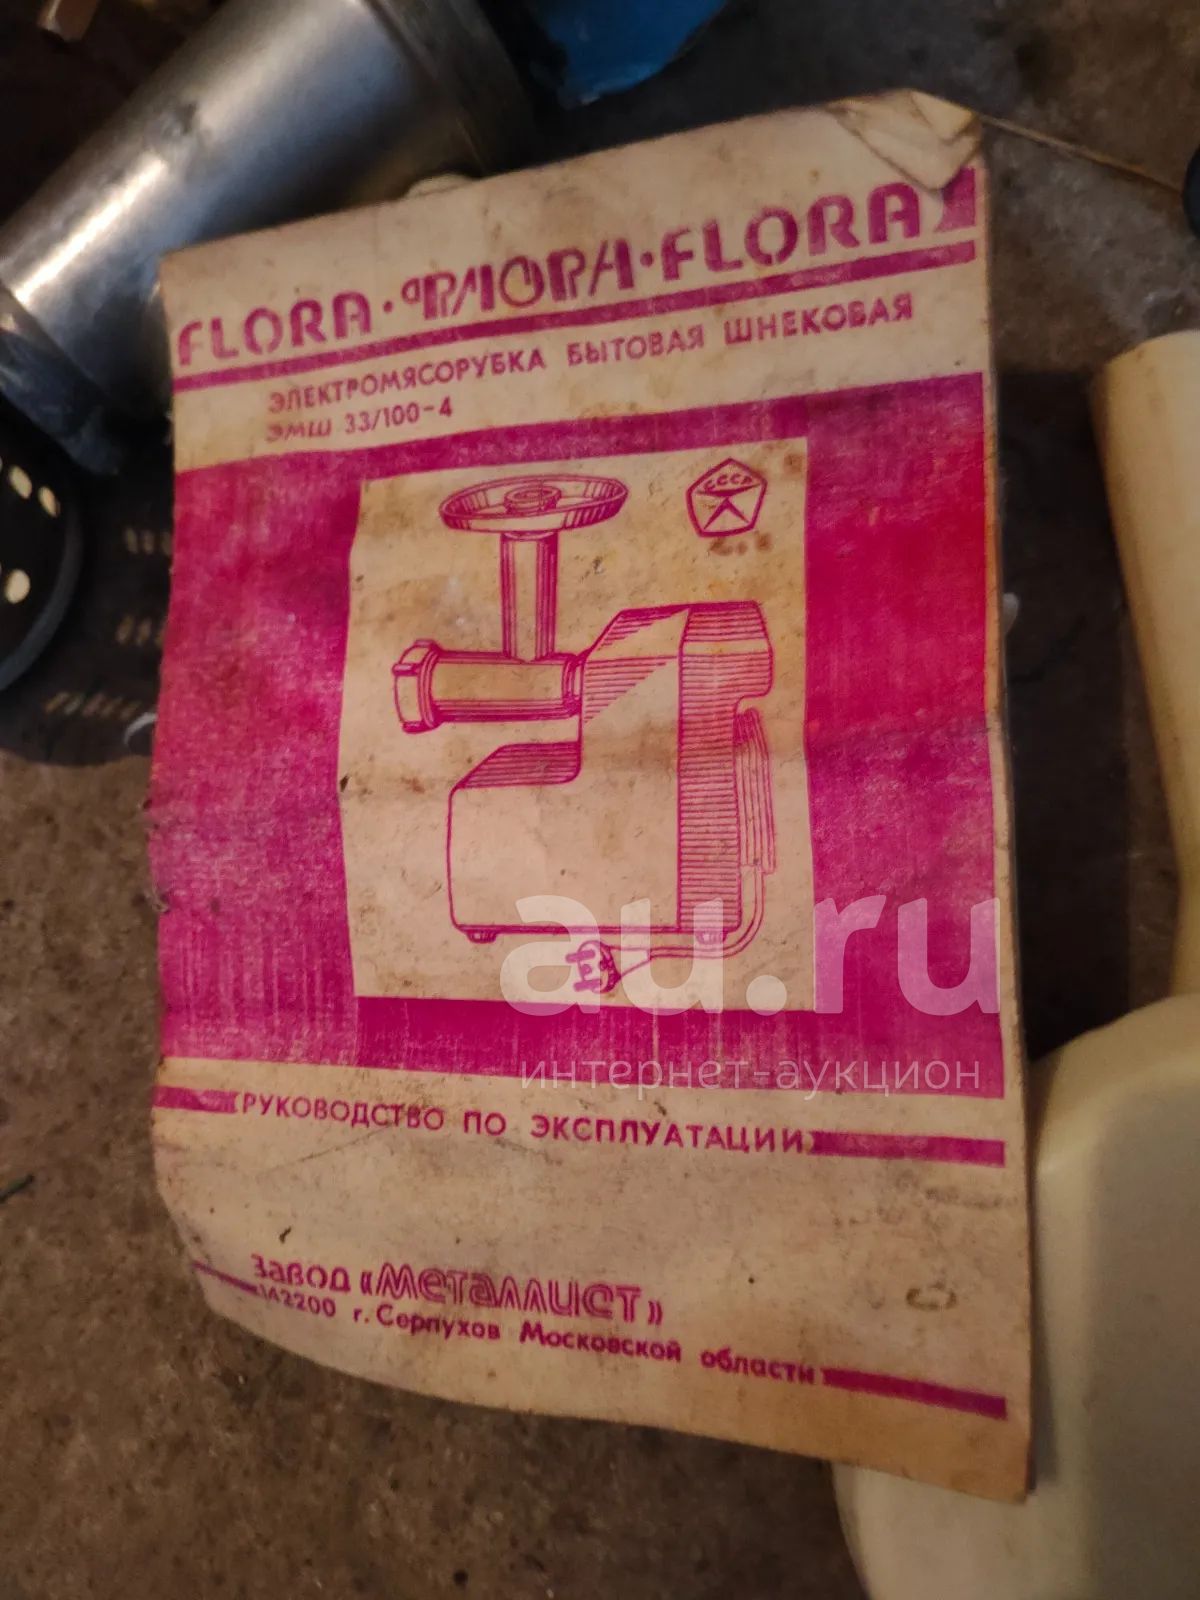 FLORA · ФЛОРА · FLORA
ЭЛЕКТРОМЯСОРУБКА БЫТОВАЯ ШНЕКОВАЯ
ЭМШ 33/100-4
СССР
au.ru
интернет-аукцион
РУКОВОДСТВО ПО ЭКСПЛУАТАЦИИ
завод «металлист»
142200 г. Серпухов Московской области